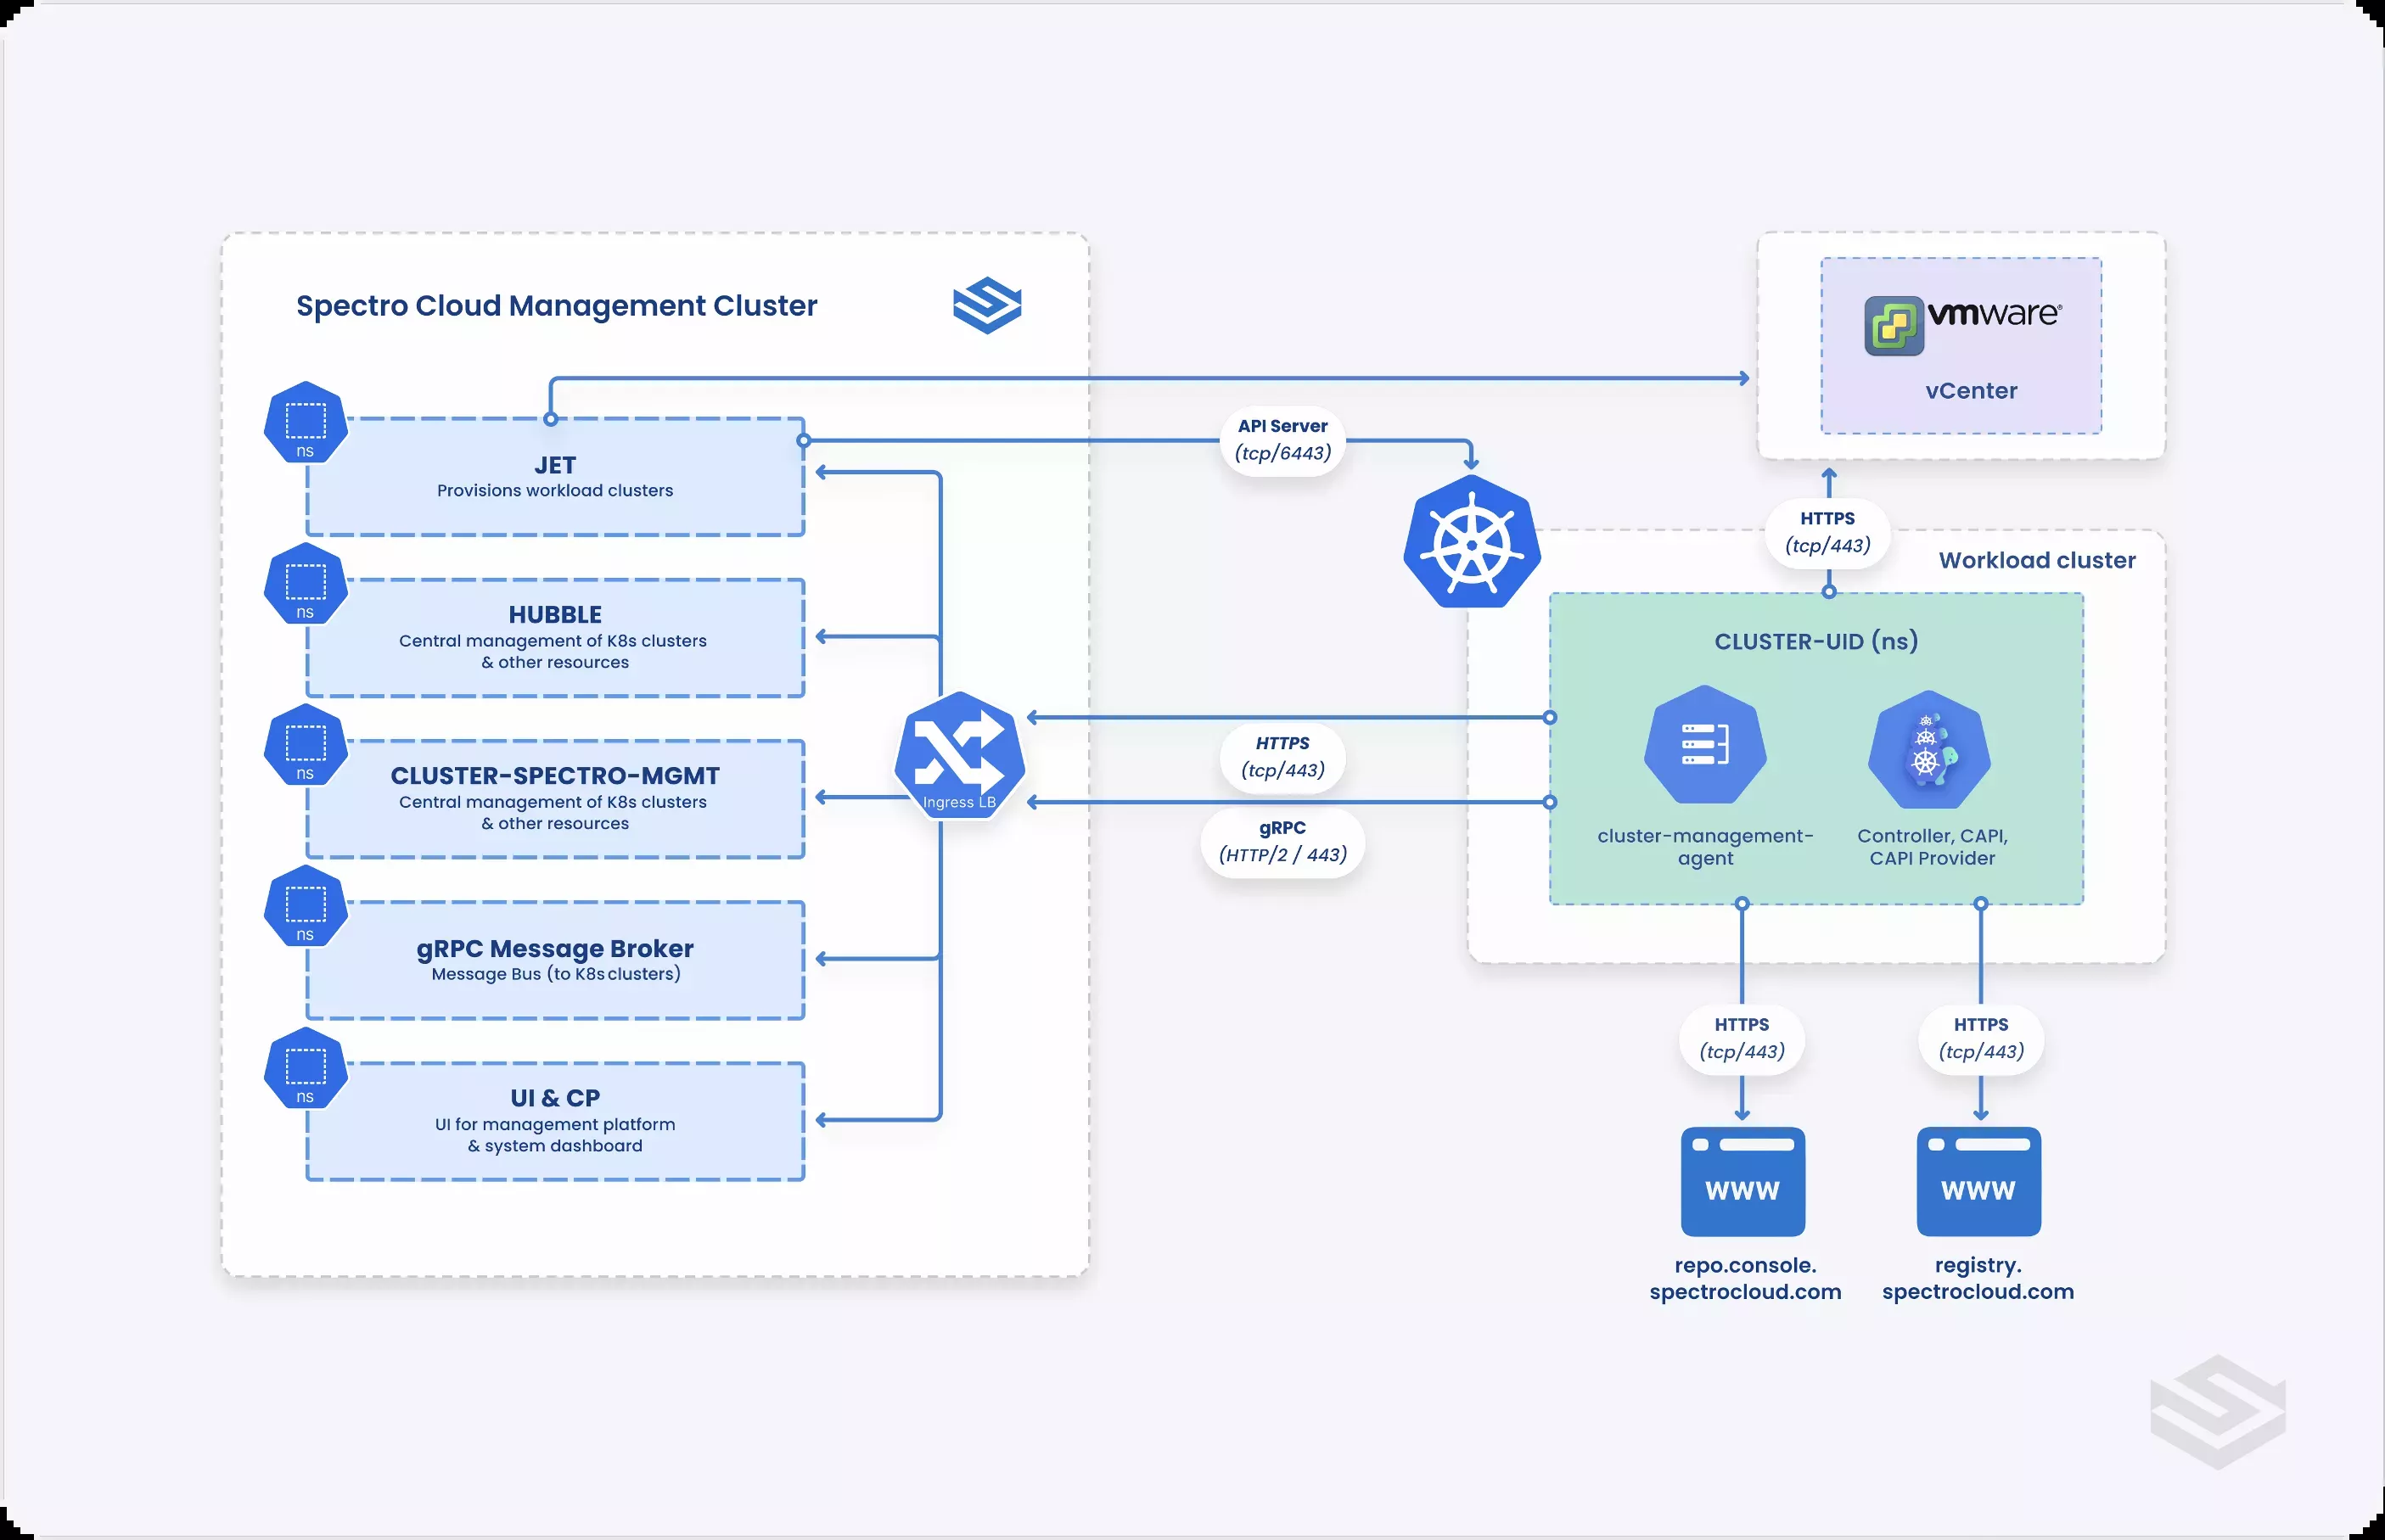 Spectro Cloud Management Cluster
ns
JET
Provisions workload clusters
ns
HUBBLE
Central management of K8s clusters
& other resources
ns
CLUSTER-SPECTRO-MGMT
Central management of K8s clusters
& other resources
ns
gRPC Message Broker
Message Bus (to K8s clusters)
ns
UI & CP
UI for management platform
& system dashboard
Ingress LB
API Server
(tcp/6443)
HTTPS
(tcp/443)
gRPC
(HTTP/2 / 443)
vmware®
vCenter
HTTPS
(tcp/443)
Workload cluster
CLUSTER-UID (ns)
cluster-management-
agent
Controller, CAPI,
CAPI Provider
HTTPS
(tcp/443)
HTTPS
(tcp/443)
WWW
WWW
repo.console.
spectrocloud.com
registry.
spectrocloud.com